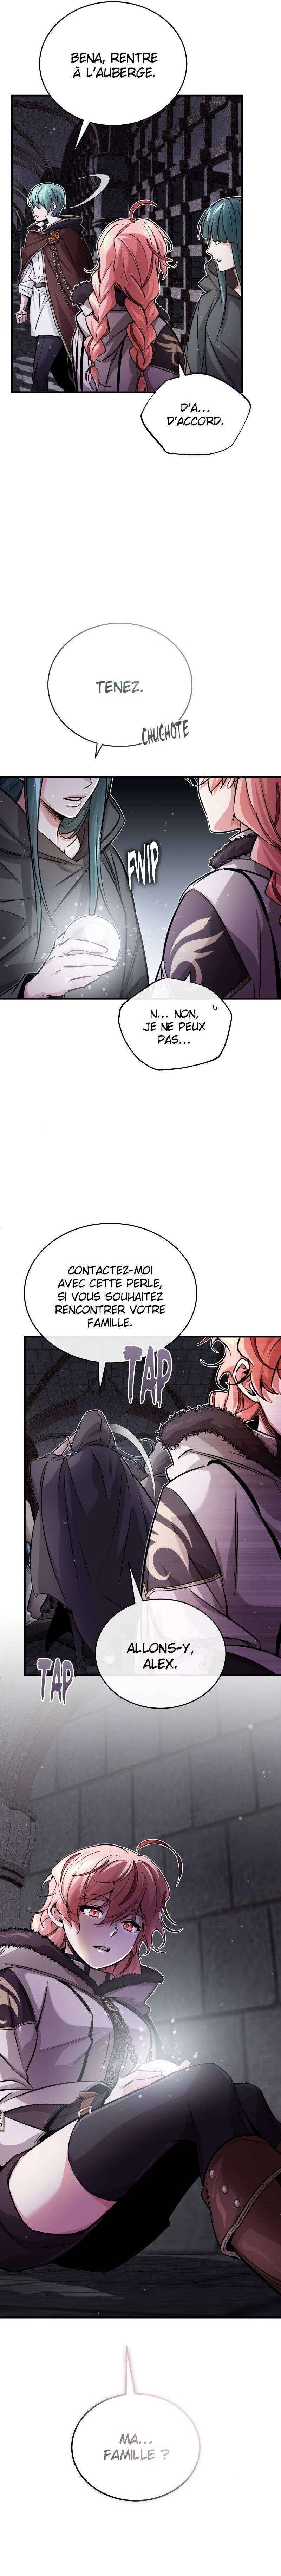 BENA, RENTRE
À L'AUBERGE.
D'A...
D'ACCORD.
TENEZ.
CHUCHOTE
FWIP
N... NON,
JE NE PEUX
PAS...
CONTACTEZ-MOI
AVEC CETTE PERLE,
SI VOUS SOUHAITEZ
RENCONTRER VOTRE
FAMILLE.
TAP
ALLONS-Y,
ALEX.
TAP
MA...
FAMILLE ?